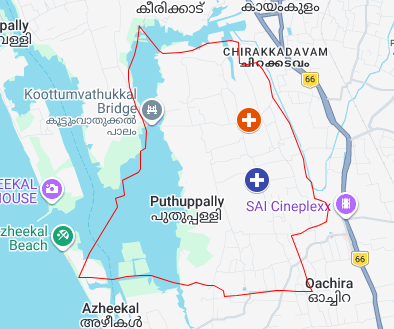 കീരിക്കാട്
കായംകുളം
pally
വള്ളി
CHIRAKKADAVAM
ചിറക്കടവം
66
Koottumvathukkal
Bridge
കൂട്ടുംവാതുക്കൽ
പാലം
EEKAL
HOUSE
Puthuppally
പുതുപ്പള്ളി
SAI Cineplexx
zheekal
Beach
66
Oachira
ഓച്ചിറ
Azheekal
അഴീകൽ